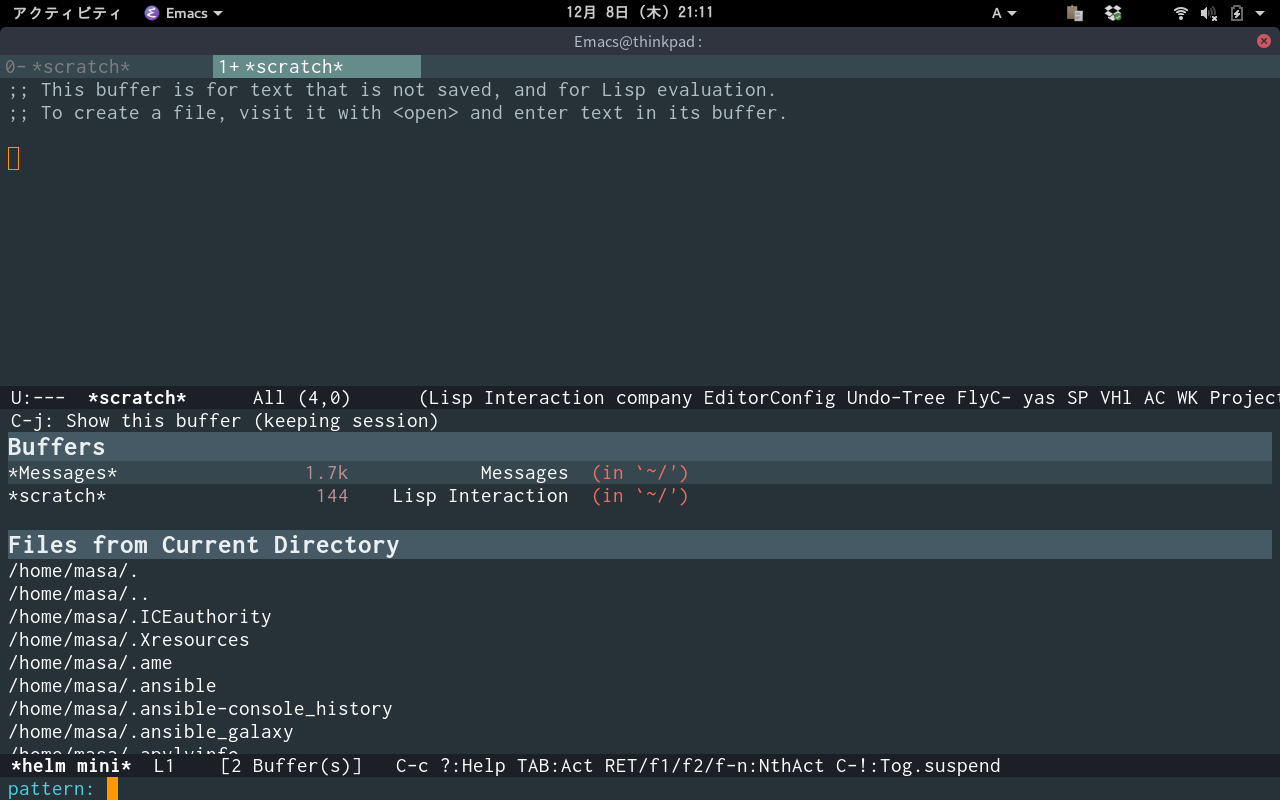 アクティビティ Emacs 12月 8日 (木) 21:11 A
Emacs@thinkpad:
0- *scratch* 1+ *scratch*
;; This buffer is for text that is not saved, and for Lisp evaluation.
;; To create a file, visit it with <open> and enter text in its buffer.
U:--- *scratch* All (4,0) (Lisp Interaction company EditorConfig Undo-Tree FlyC- yas SP VHl AC WK Project
C-j: Show this buffer (keeping session)
Buffers
*Messages* 1.7k Messages (in `~/')
*scratch* 144 Lisp Interaction (in `~/')
Files from Current Directory
/home/masa/.
/home/masa/..
/home/masa/.ICEauthority
/home/masa/.Xresources
/home/masa/.ame
/home/masa/.ansible
/home/masa/.ansible-console_history
/home/masa/.ansible_galaxy
*helm mini* L1 [2 Buffer(s)] C-c ?:Help TAB:Act RET/f1/f2/f-n:NthAct C-!:Tog.suspend
pattern: